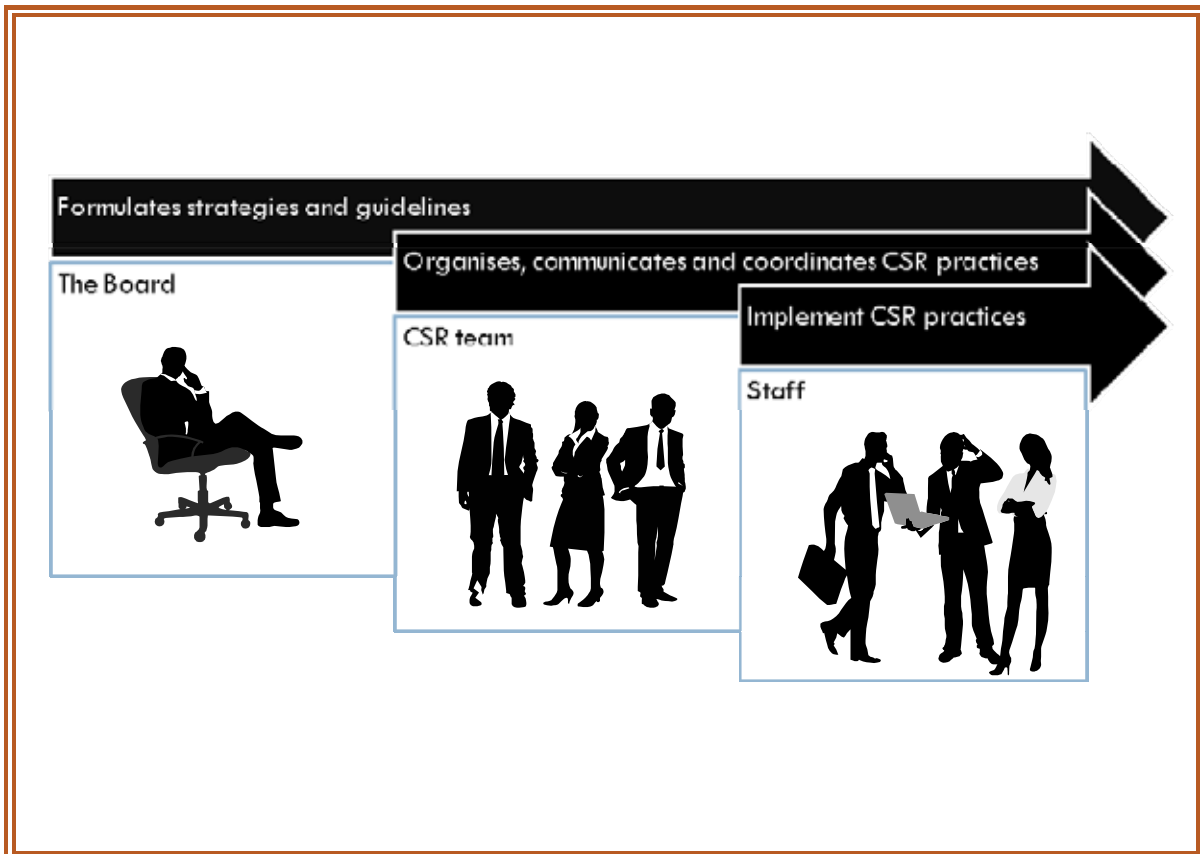 Formulates strategies and guidelines
The Board
Organises, communicates and coordinates CSR practices
CSR team
Implement CSR practices
Staff